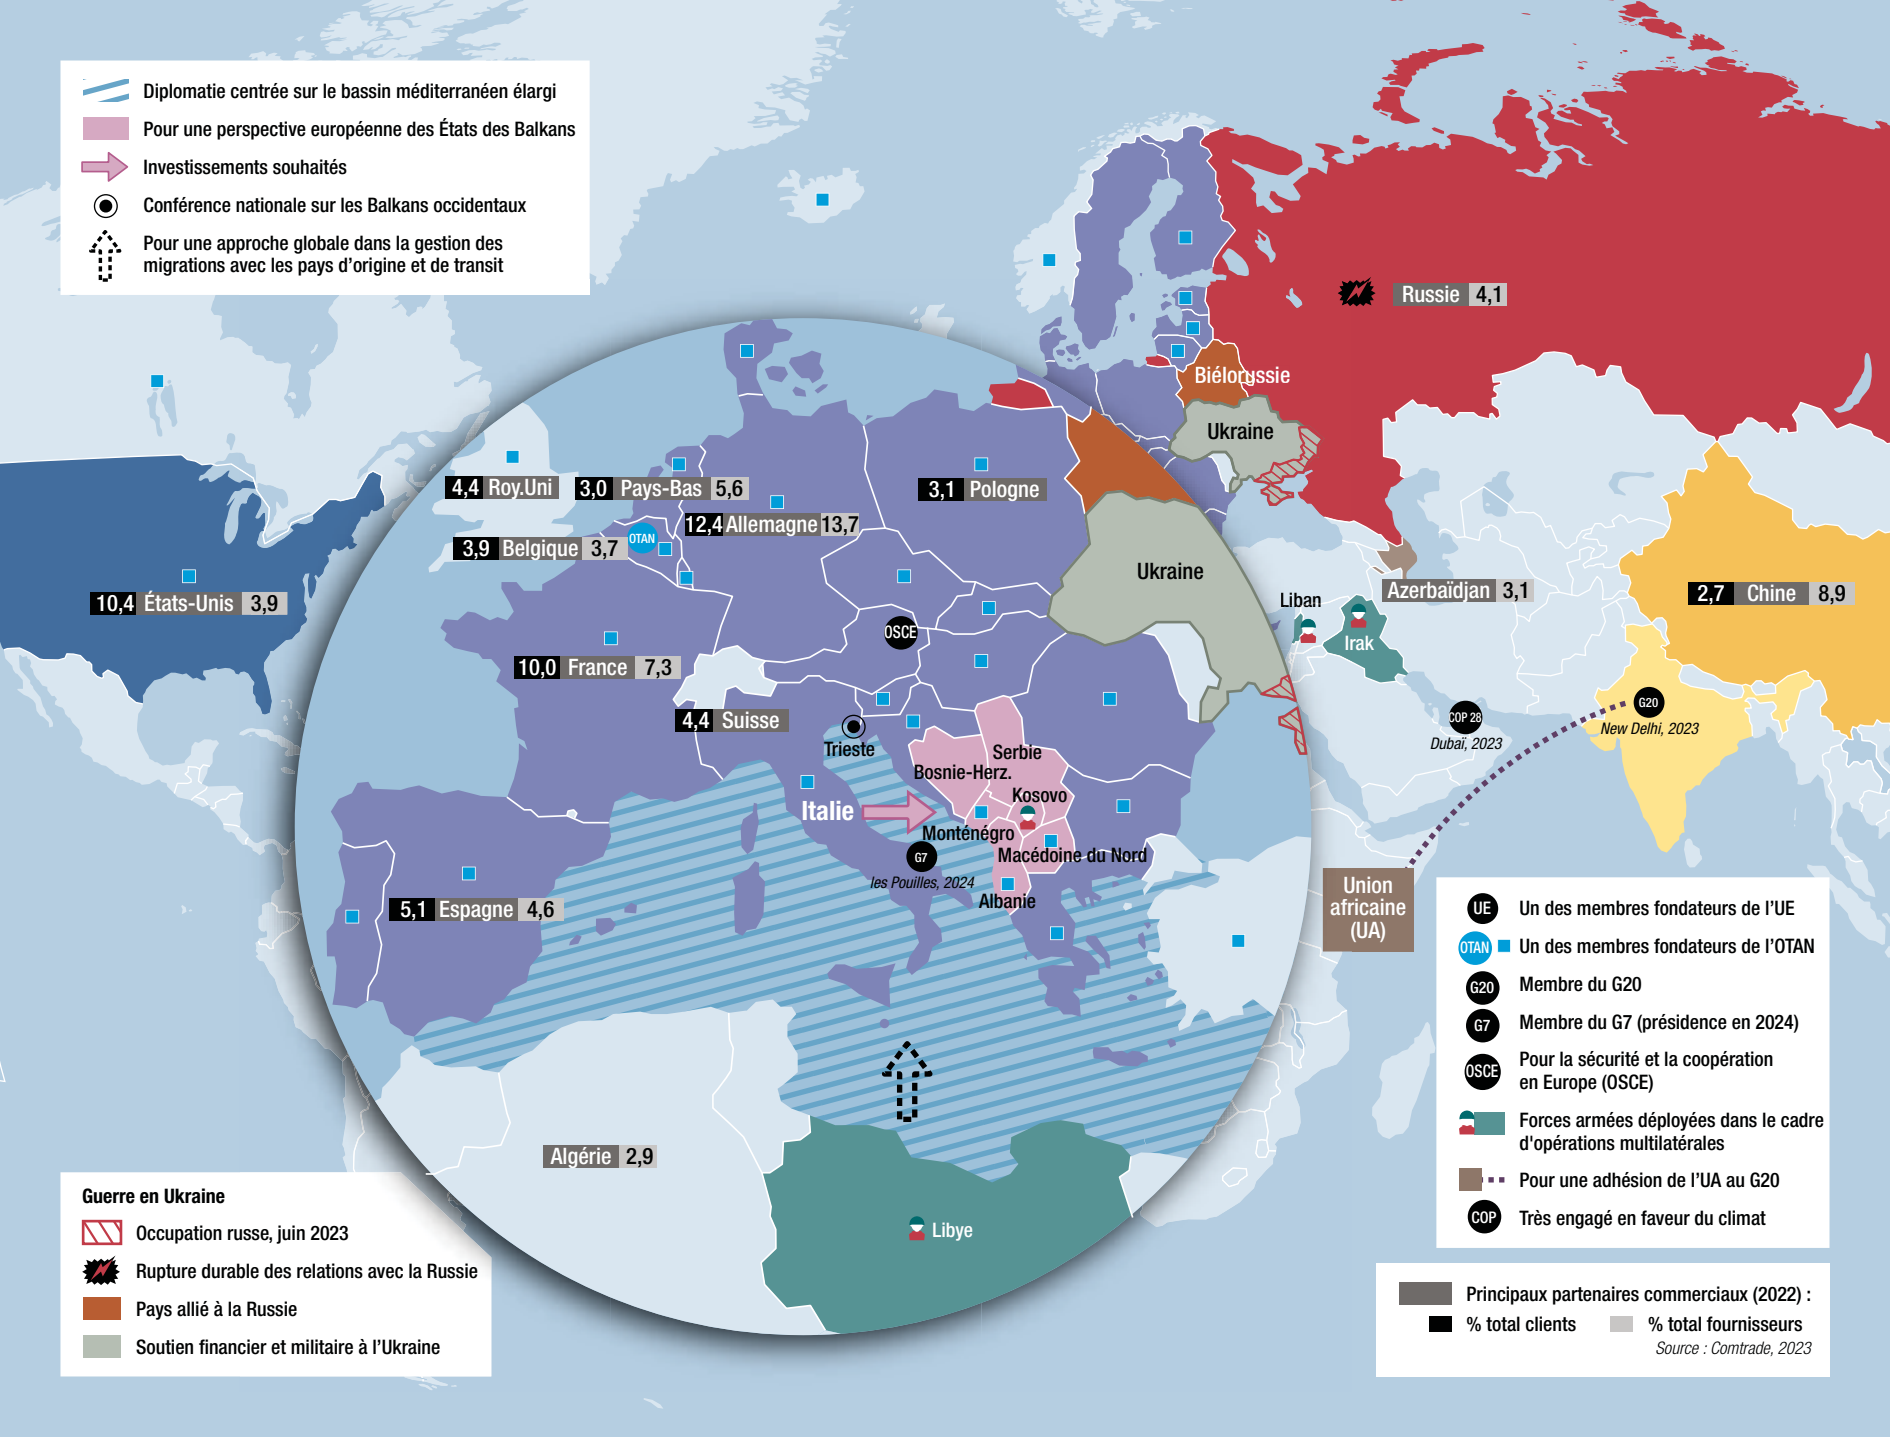 Diplomatie centrée sur le bassin méditerranéen élargi
Pour une perspective européenne des États des Balkans
Investissements souhaités
Conférence nationale sur les Balkans occidentaux
Pour une approche globale dans la gestion des
migrations avec les pays d’origine et de transit
Russie 4,1
Biélorussie
Ukraine
4,4 Roy.Uni
3,0 Pays-Bas 5,6
3,1 Pologne
12,4 Allemagne 13,7
OTAN
3,9 Belgique 3,7
Ukraine
10,4 États-Unis 3,9
Liban
Azerbaïdjan 3,1
2,7 Chine 8,9
OSCE
Irak
10,0 France 7,3
G20
New Delhi, 2023
COP 28
Dubaï, 2023
4,4 Suisse
Trieste
Serbie
Bosnie-Herz.
Kosovo
Italie
Monténégro
Macédoine du Nord
G7
les Pouilles, 2024
Albanie
5,1 Espagne 4,6
Union
africaine
(UA)
Algérie 2,9
Libye
UE Un des membres fondateurs de l’UE
OTAN Un des membres fondateurs de l’OTAN
G20 Membre du G20
G7 Membre du G7 (présidence en 2024)
OSCE Pour la sécurité et la coopération
en Europe (OSCE)
Forces armées déployées dans le cadre
d'opérations multilatérales
Pour une adhésion de l’UA au G20
COP Très engagé en faveur du climat
Guerre en Ukraine
Occupation russe, juin 2023
Rupture durable des relations avec la Russie
Pays allié à la Russie
Soutien financier et militaire à l’Ukraine
Principaux partenaires commerciaux (2022) :
% total clients % total fournisseurs
Source : Comtrade, 2023